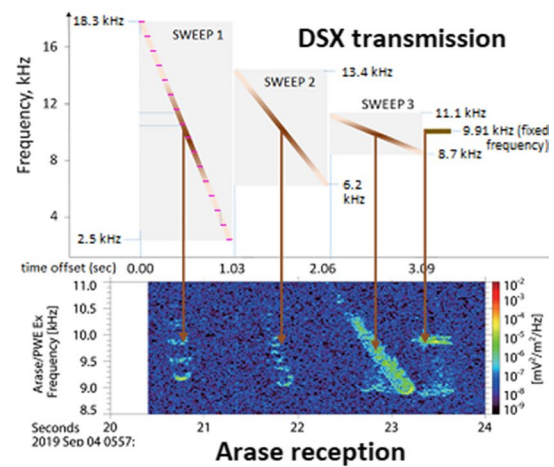 DSX transmission
18.3 kHz
SWEEP 1
SWEEP 2
SWEEP 3
13.4 kHz
11.1 kHz
9.91 kHz (fixed
frequency)
8.7 kHz
6.2
kHz
2.5 kHz
Frequency, kHz
16
12
8
4
time offset (sec)
0.00
1.03
2.06
3.09
Arase/PWE Ex
Frequency [kHz]
11.0
10.5
10.0
9.5
9.0
8.5
20
21
22
23
24
10⁻²
10⁻³
10⁻⁴
10⁻⁵
10⁻⁶
10⁻⁷
10⁻⁸
10⁻⁹
[mV²/m²/Hz]
Seconds
2019 Sep 04 0557:
Arase reception